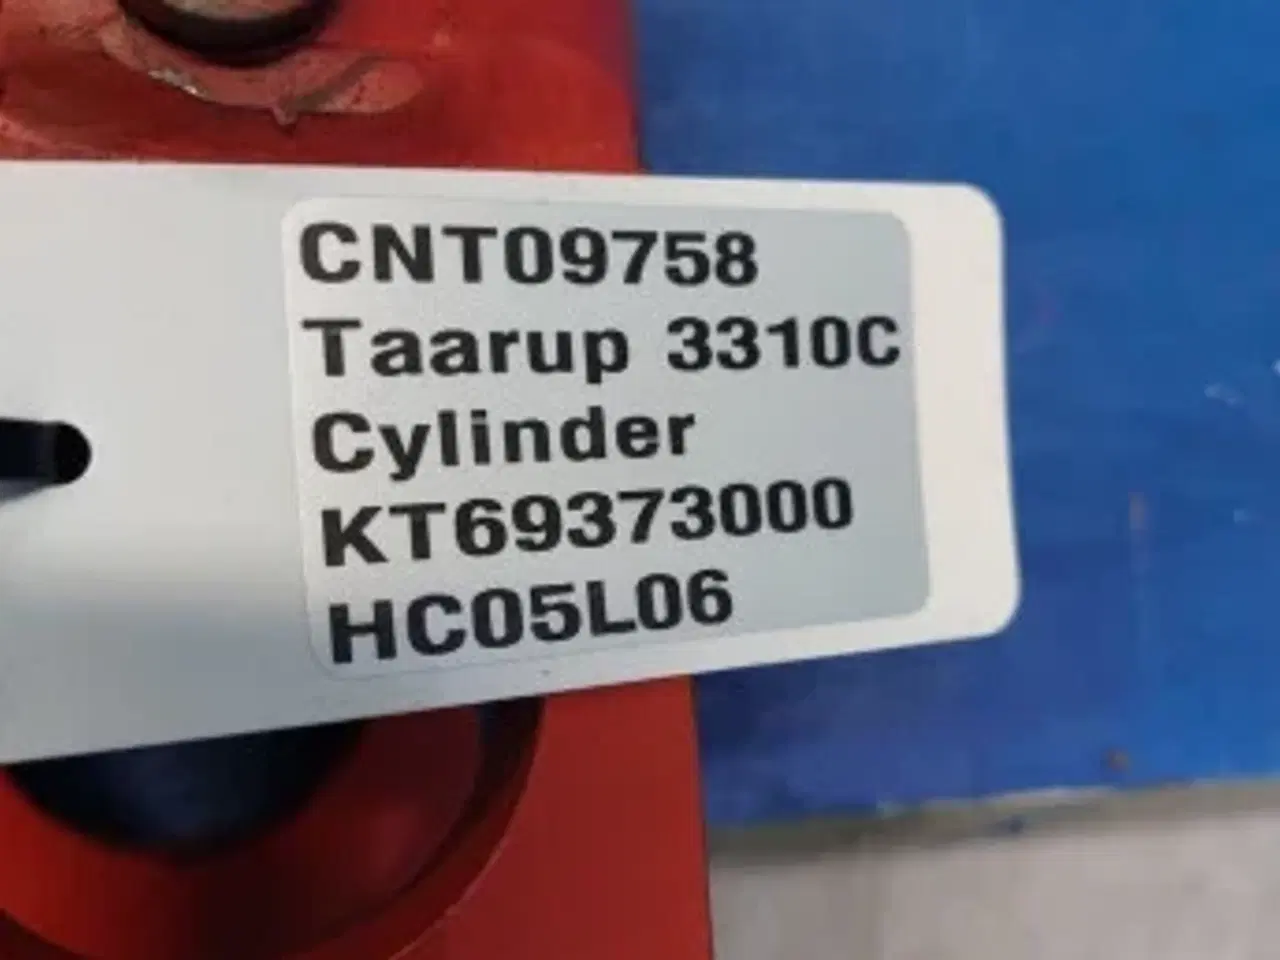 CNT09758
Taarup 3310C
Cylinder
KT69373000
HC05L06